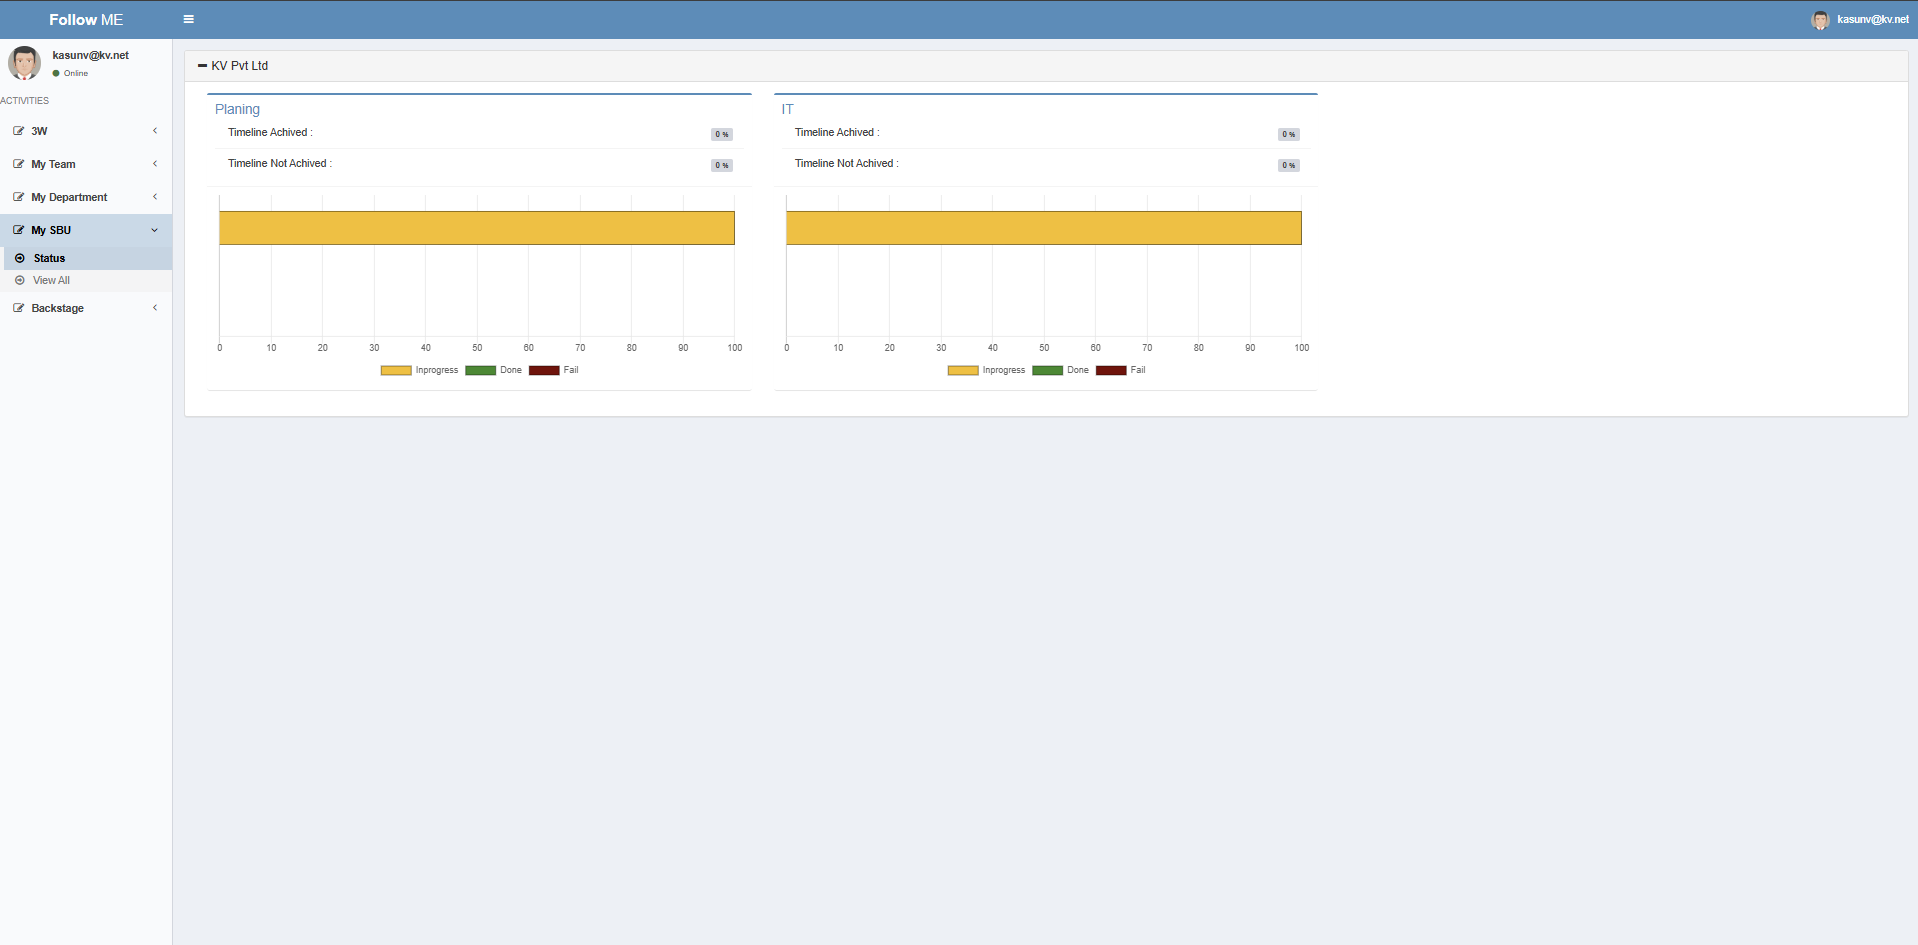 Follow ME
kasunv@kv.net
kasunv@kv.net
Online
ACTIVITIES
3W
My Team
My Department
My SBU
Status
View All
Backstage
KV Pvt Ltd
Planing
Timeline Achived :
0 %
Timeline Not Achived :
0 %
0 10 20 30 40 50 60 70 80 90 100
Inprogress Done Fail
IT
Timeline Achived :
0 %
Timeline Not Achived :
0 %
0 10 20 30 40 50 60 70 80 90 100
Inprogress Done Fail